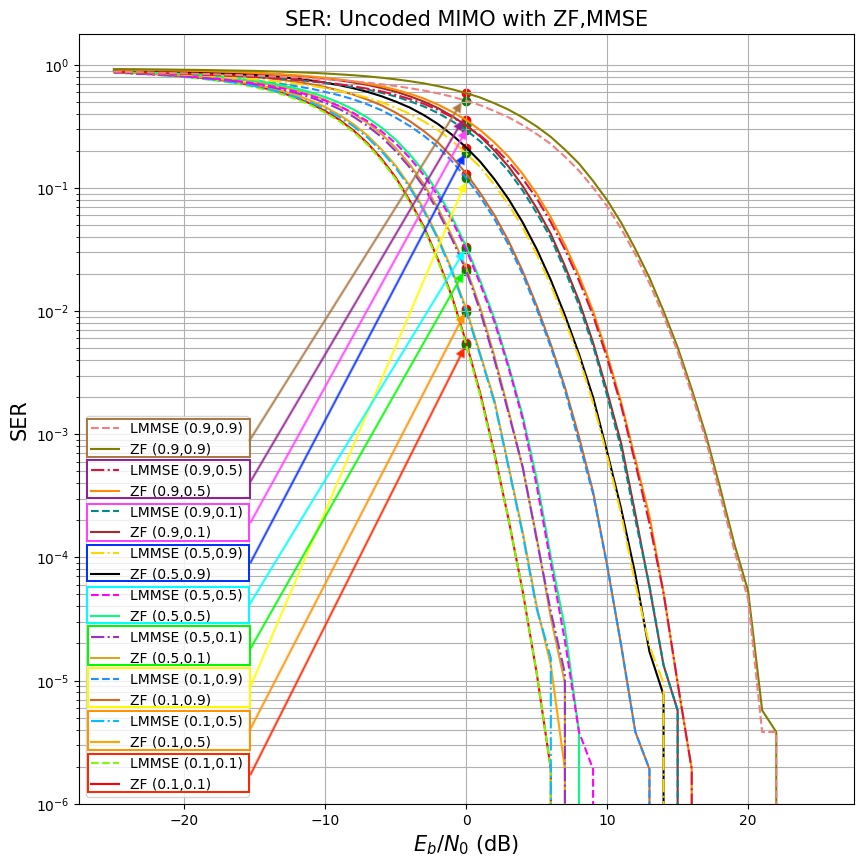 SER: Uncoded MIMO with ZF,MMSE
10⁰
10⁻¹
10⁻²
10⁻³
10⁻⁴
10⁻⁵
10⁻⁶
SER
LMMSE (0.9,0.9)
ZF (0.9,0.9)
LMMSE (0.9,0.5)
ZF (0.9,0.5)
LMMSE (0.9,0.1)
ZF (0.9,0.1)
LMMSE (0.5,0.9)
ZF (0.5,0.9)
LMMSE (0.5,0.5)
ZF (0.5,0.5)
LMMSE (0.5,0.1)
ZF (0.5,0.1)
LMMSE (0.1,0.9)
ZF (0.1,0.9)
LMMSE (0.1,0.5)
ZF (0.1,0.5)
LMMSE (0.1,0.1)
ZF (0.1,0.1)
−20 −10 0 10 20
E_b/N_0 (dB)